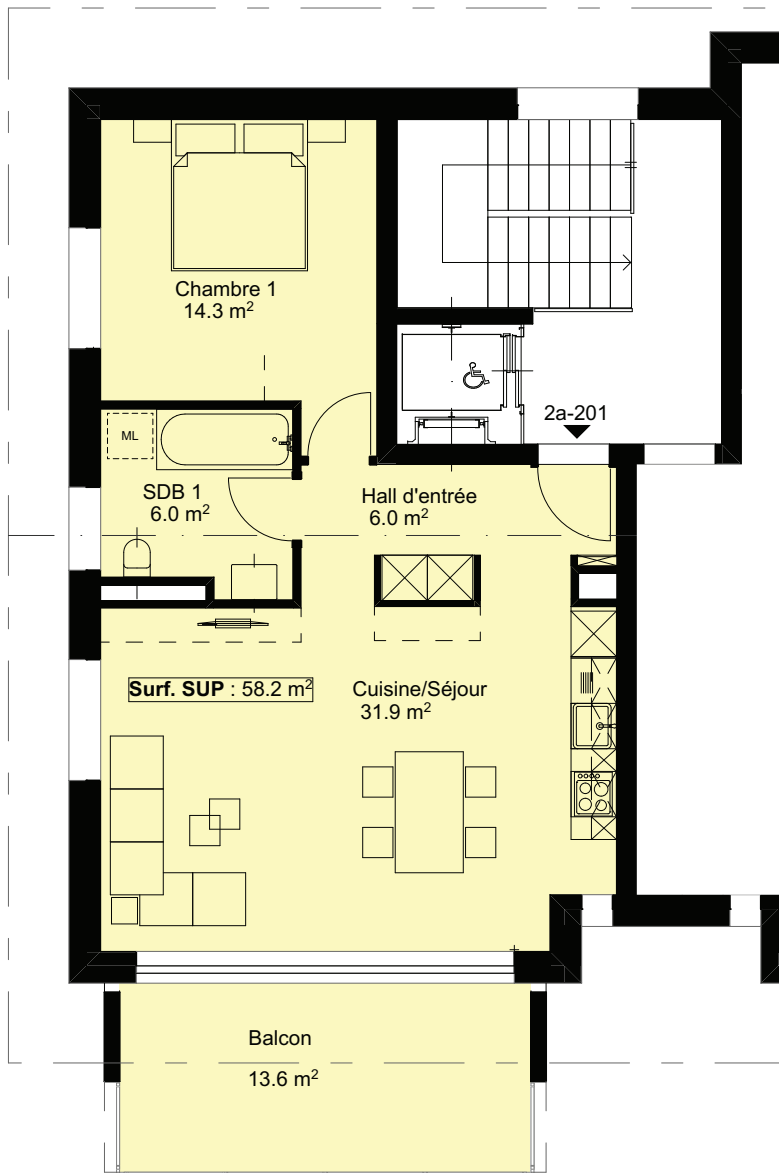 Chambre 1
14.3 m²
2a-201
ML
SDB 1
6.0 m²
Hall d'entrée
6.0 m²
Surf. SUP : 58.2 m²
Cuisine/Séjour
31.9 m²
Balcon
13.6 m²